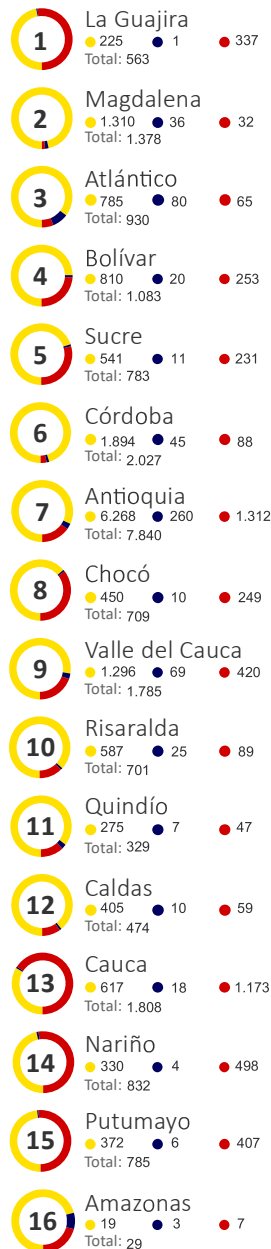 1
La Guajira
225 1 337
Total: 563
2
Magdalena
1.310 36 32
Total: 1.378
3
Atlántico
785 80 65
Total: 930
4
Bolívar
810 20 253
Total: 1.083
5
Sucre
541 11 231
Total: 783
6
Córdoba
1.894 45 88
Total: 2.027
7
Antioquia
6.268 260 1.312
Total: 7.840
8
Chocó
450 10 249
Total: 709
9
Valle del Cauca
1.296 69 420
Total: 1.785
10
Risaralda
587 25 89
Total: 701
11
Quindío
275 7 47
Total: 329
12
Caldas
405 10 59
Total: 474
13
Cauca
617 18 1.173
Total: 1.808
14
Nariño
330 4 498
Total: 832
15
Putumayo
372 6 407
Total: 785
16
Amazonas
19 3 7
Total: 29